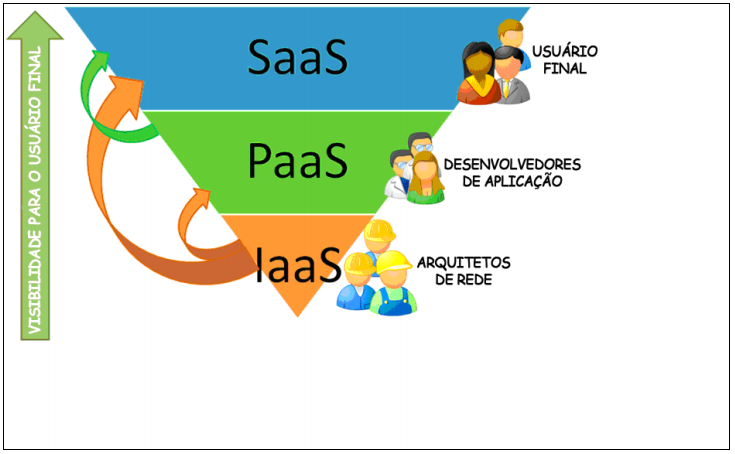 VISIBILIDADE PARA O USUÁRIO FINAL
SaaS
USUÁRIO
FINAL
PaaS
DESENVOLVEDORES
DE APLICAÇÃO
IaaS
ARQUITETOS
DE REDE